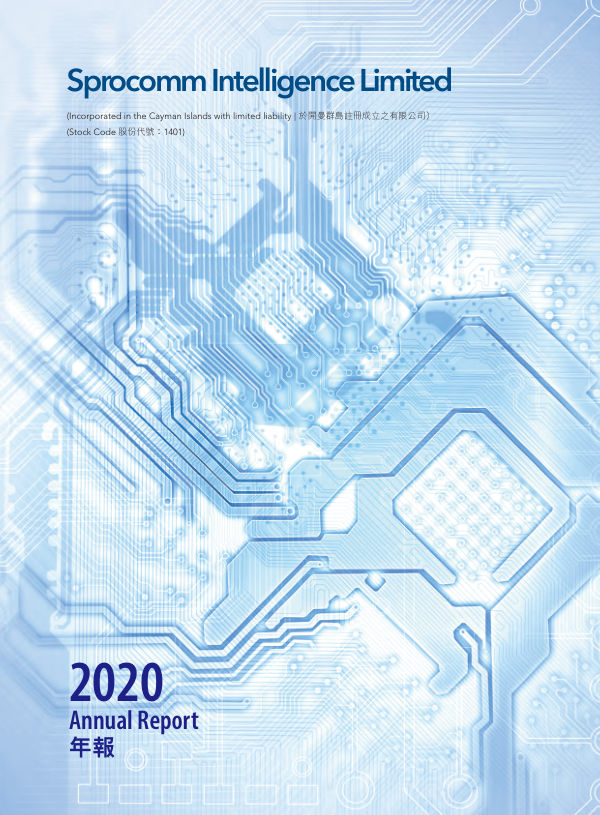 Sprocomm Intelligence Limited
(Incorporated in the Cayman Islands with limited liability | 於開曼群島註冊成立之有限公司)
(Stock Code 股份代號：1401)
2020
Annual Report
年報